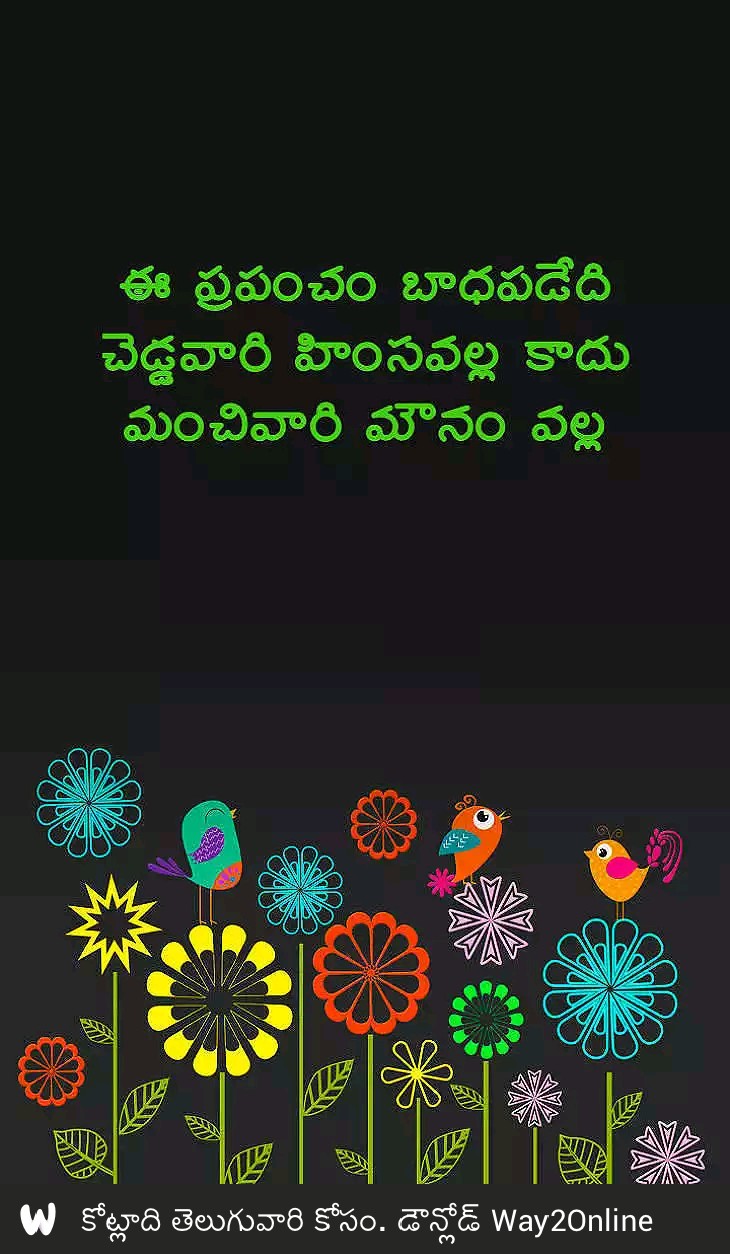 ఈ ప్రపంచం బాధపడేది
చెడ్డవారి హింసవల్ల కాదు
మంచివారి మౌనం వల్ల
W కోట్లాది తెలుగువారి కోసం. డౌన్లోడ్ Way2Online